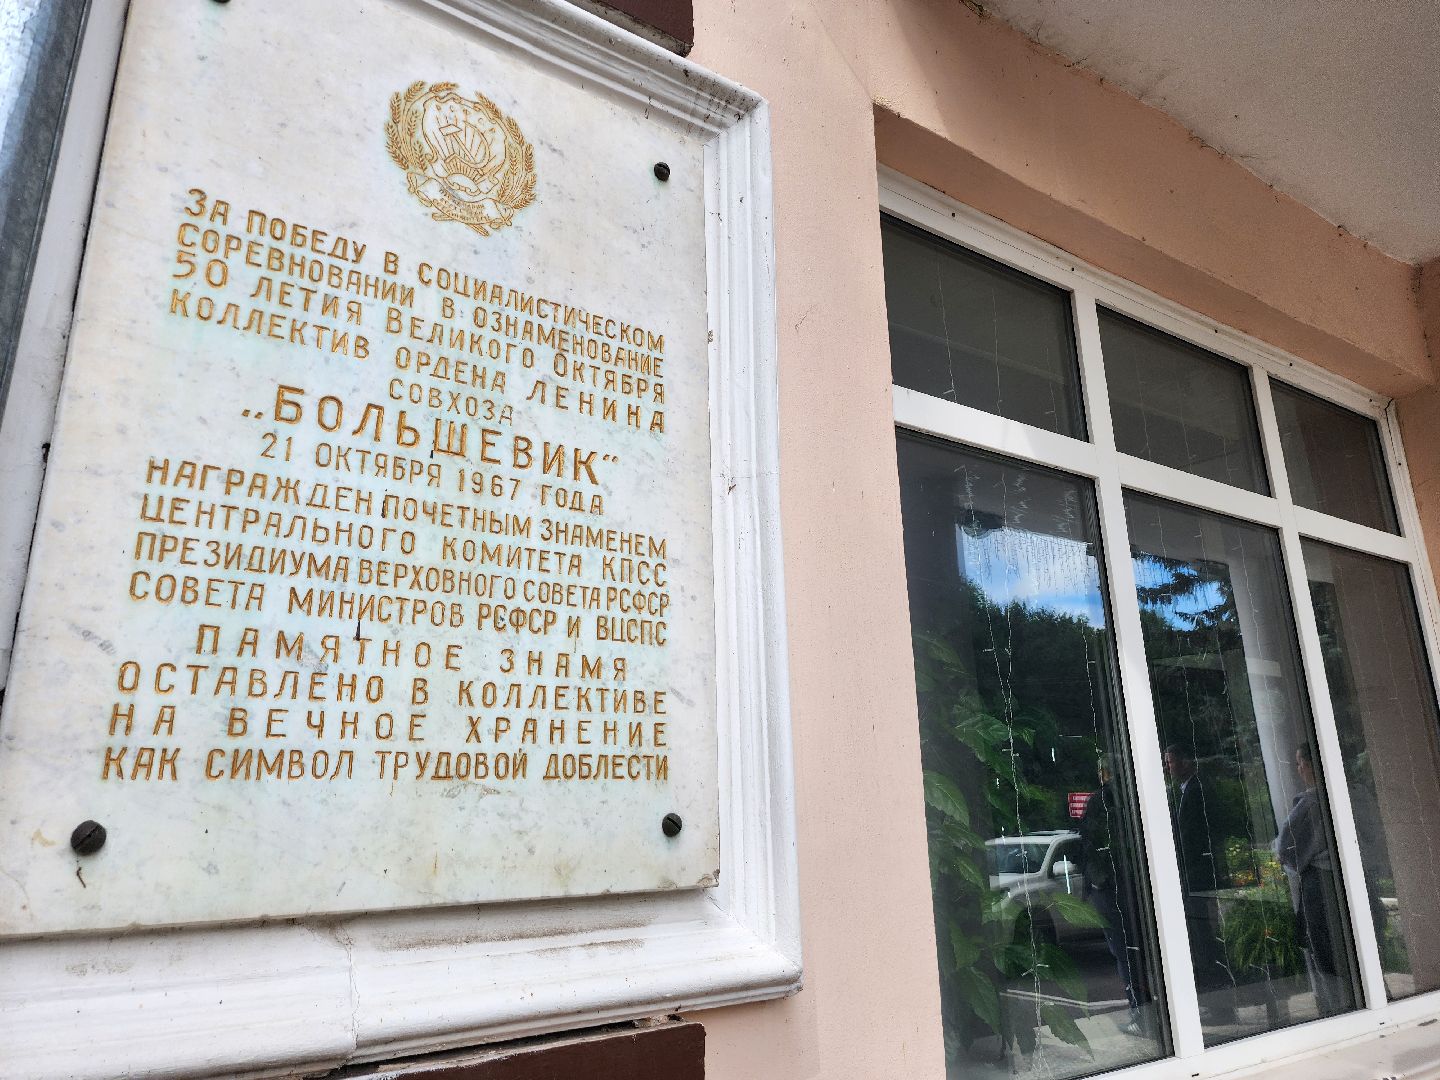 ЗА ПОБЕДУ В СОЦИАЛИСТИЧЕСКОМ
СОРЕВНОВАНИИ В ОЗНАМЕНОВАНИЕ
50 ЛЕТИЯ ВЕЛИКОГО ОКТЯБРЯ
КОЛЛЕКТИВ ОРДЕНА ЛЕНИНА
СОВХОЗА
„БОЛЬШЕВИК“
21 ОКТЯБРЯ 1967 ГОДА
НАГРАЖДЕН ПОЧЕТНЫМ ЗНАМЕНЕМ
ЦЕНТРАЛЬНОГО КОМИТЕТА КПСС
ПРЕЗИДИУМА ВЕРХОВНОГО СОВЕТА РСФСР
СОВЕТА МИНИСТРОВ РСФСР И ВЦСПС
ПАМЯТНОЕ ЗНАМЯ
ОСТАВЛЕНО В КОЛЛЕКТИВЕ
НА ВЕЧНОЕ ХРАНЕНИЕ
КАК СИМВОЛ ТРУДОВОЙ ДОБЛЕСТИ